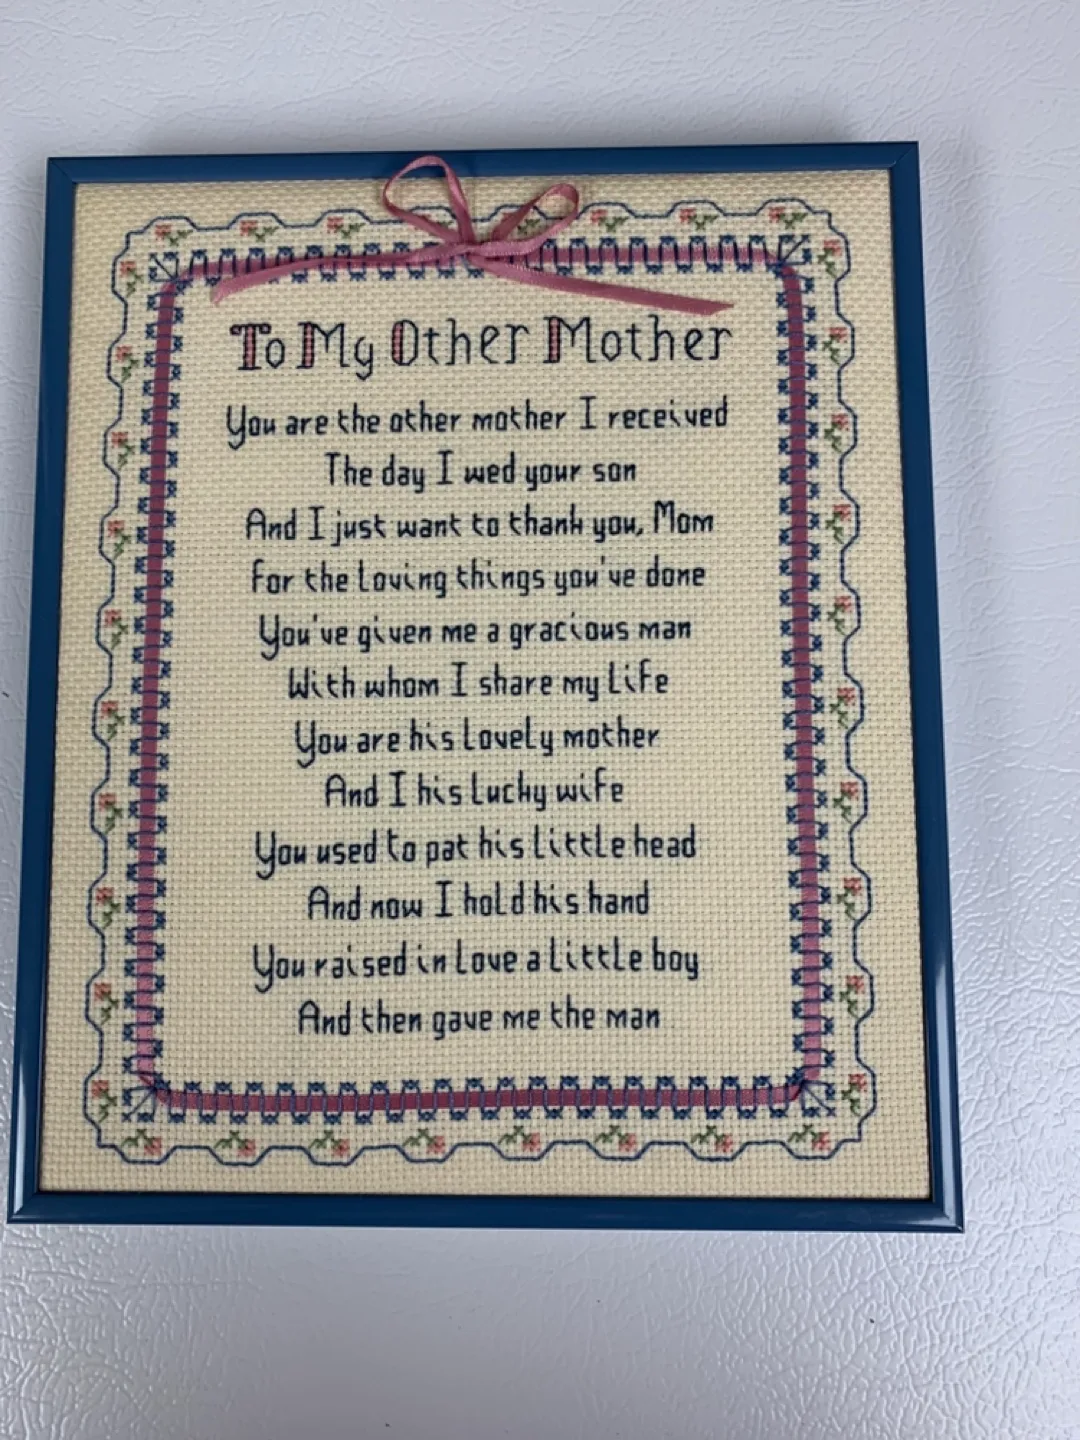 To My Other Mother
You are the other mother I received
The day I wed your son
And I just want to thank you, Mom
For the loving things you've done
You've given me a gracious man
With whom I share my life
You are his lovely mother
And I his lucky wife
You used to pat his little head
And now I hold his hand
You raised in love a little boy
And then gave me the man